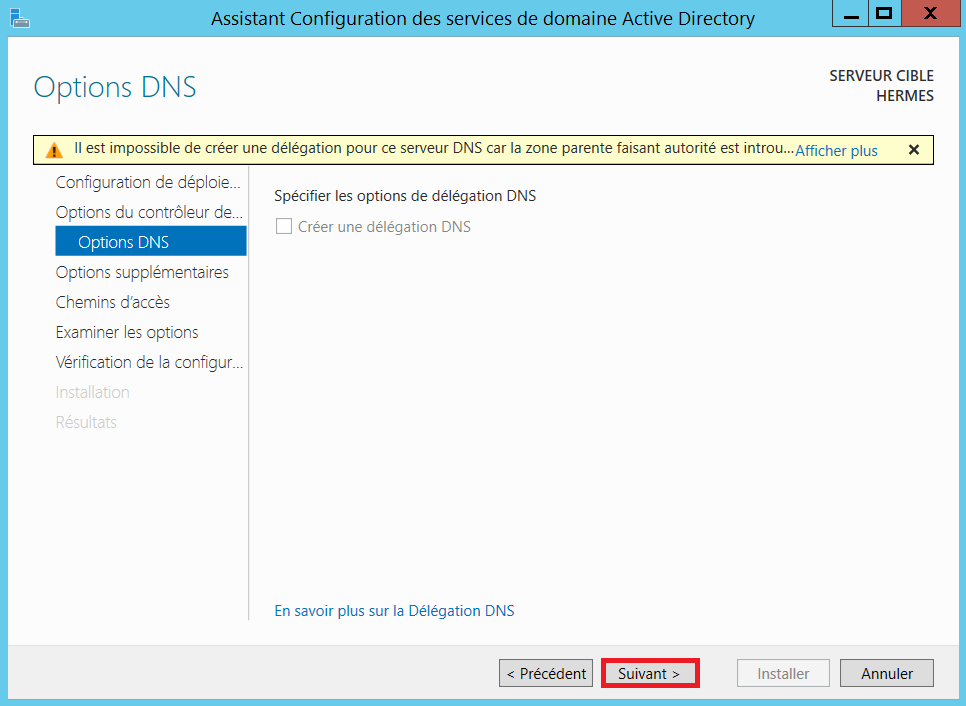 Assistant Configuration des services de domaine Active Directory
Options DNS
SERVEUR CIBLE
HERMES
Il est impossible de créer une délégation pour ce serveur DNS car la zone parente faisant autorité est introu... Afficher plus
Configuration de déploie...
Options du contrôleur de...
Options DNS
Options supplémentaires
Chemins d'accès
Examiner les options
Vérification de la configur...
Installation
Résultats
Spécifier les options de délégation DNS
Créer une délégation DNS
En savoir plus sur la Délégation DNS
< Précédent
Suivant >
Installer
Annuler